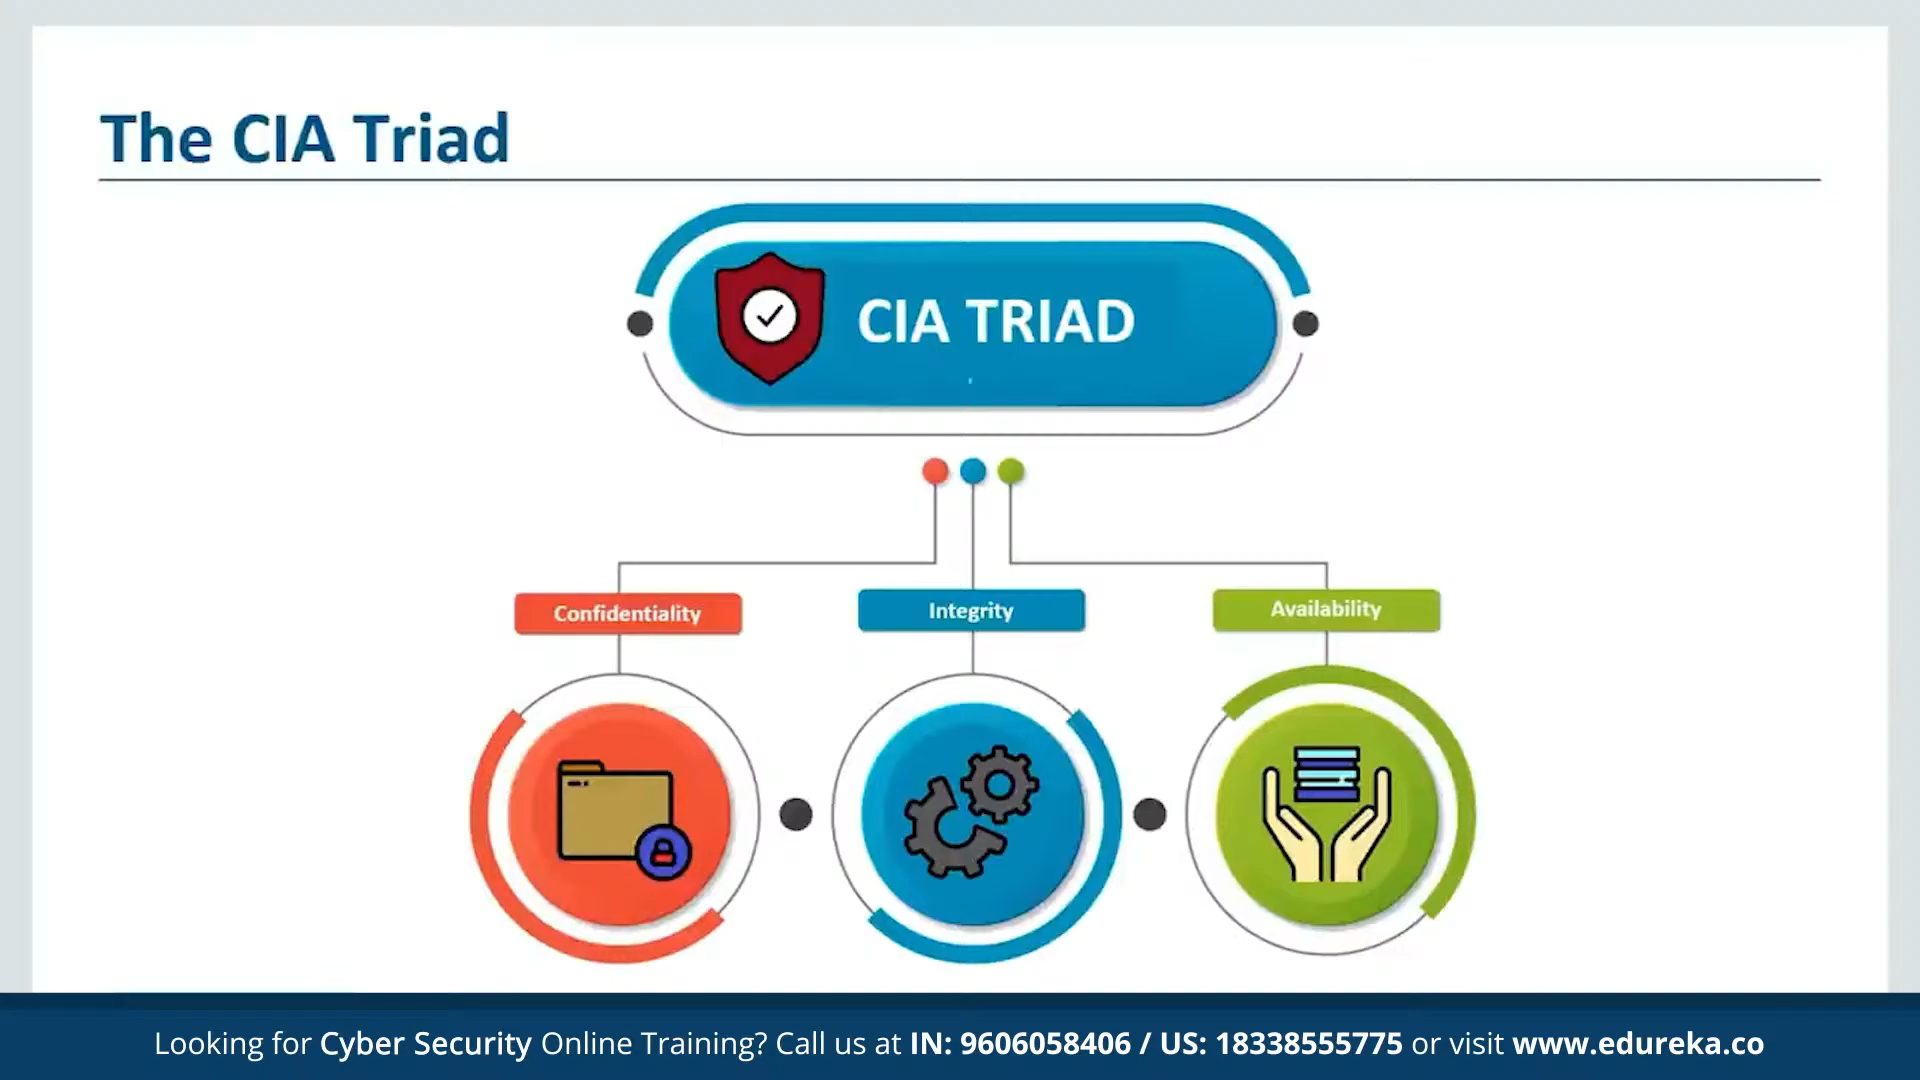 The CIA Triad
CIA TRIAD
Confidentiality
Integrity
Availability
Looking for Cyber Security Online Training? Call us at IN: 9606058406 / US: 18338555775 or visit www.edureka.co